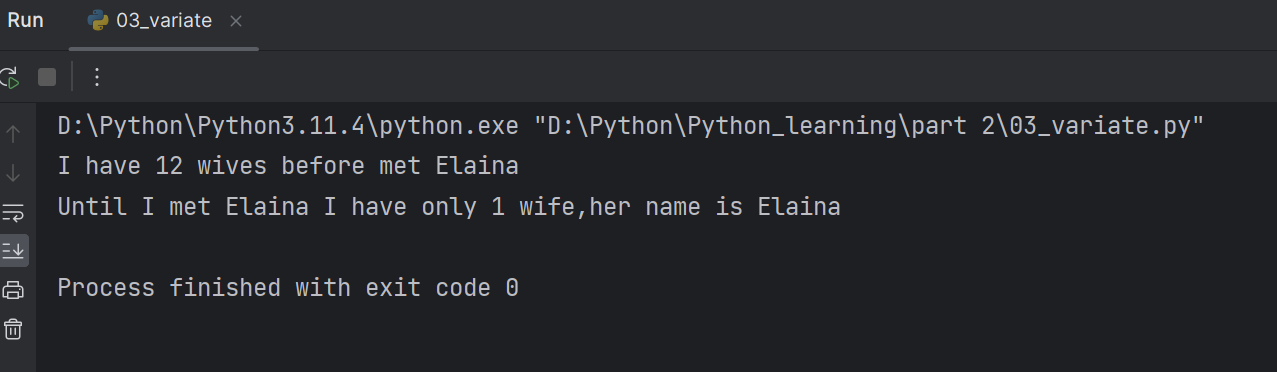 Run 03_variate
D:\Python\Python3.11.4\python.exe "D:\Python\Python_learning\part 2\03_variate.py"
I have 12 wives before met Elaina
Until I met Elaina I have only 1 wife,her name is Elaina
Process finished with exit code 0